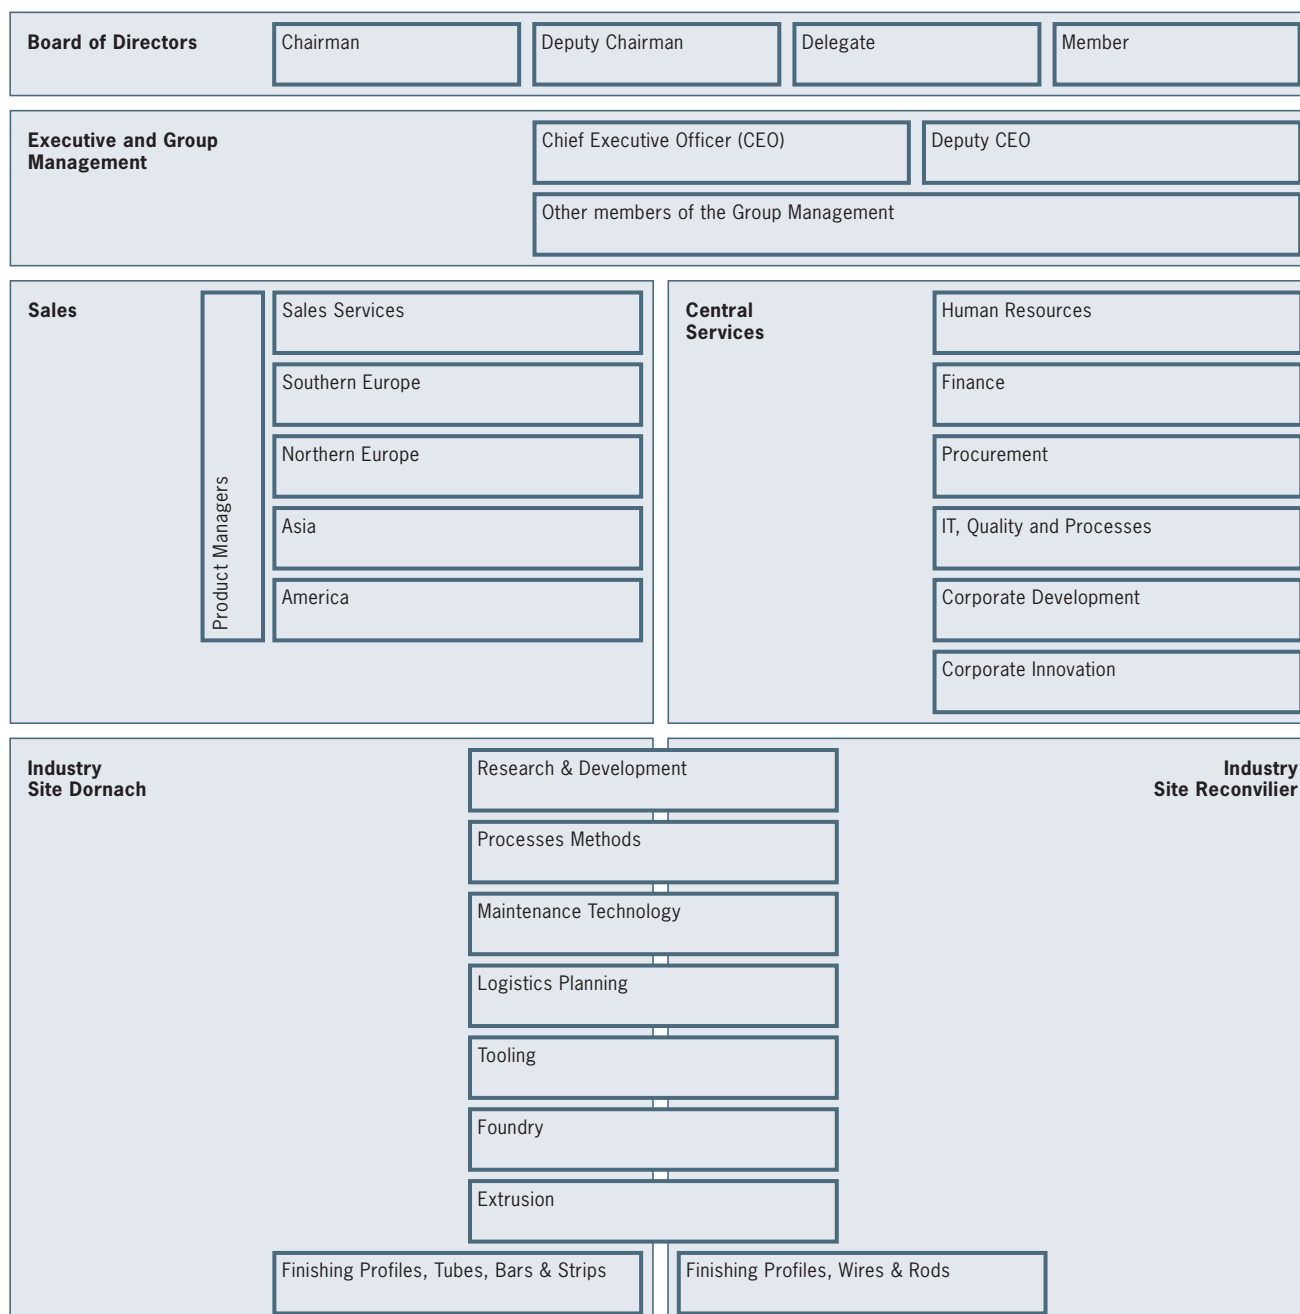 Board of Directors
Chairman
Deputy Chairman
Delegate
Member
Executive and Group
Management
Chief Executive Officer (CEO)
Deputy CEO
Other members of the Group Management
Sales
Product Managers
Sales Services
Southern Europe
Northern Europe
Asia
America
Central
Services
Human Resources
Finance
Procurement
IT, Quality and Processes
Corporate Development
Corporate Innovation
Industry
Site Dornach
Research & Development
Processes Methods
Maintenance Technology
Logistics Planning
Tooling
Foundry
Extrusion
Industry
Site Reconvilier
Finishing Profiles, Tubes, Bars & Strips
Finishing Profiles, Wires & Rods